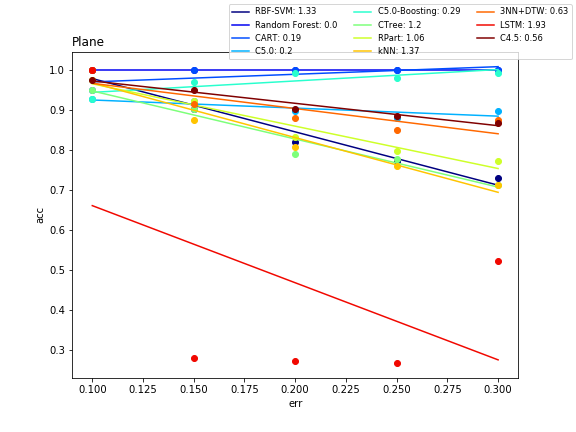 RBF-SVM: 1.33
Random Forest: 0.0
CART: 0.19
C5.0: 0.2
C5.0-Boosting: 0.29
CTree: 1.2
RPart: 1.06
kNN: 1.37
3NN+DTW: 0.63
LSTM: 1.93
C4.5: 0.56
Plane
1.0
0.9
0.8
0.7
0.6
0.5
0.4
0.3
acc
0.100 0.125 0.150 0.175 0.200 0.225 0.250 0.275 0.300
err